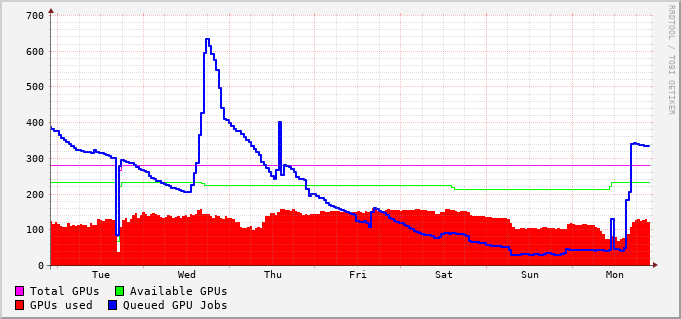 700
600
500
400
300
200
100
0
Tue Wed Thu Fri Sat Sun Mon
Total GPUs Available GPUs
GPUs used Queued GPU Jobs
RRDTOOL / TOBI OETIKER